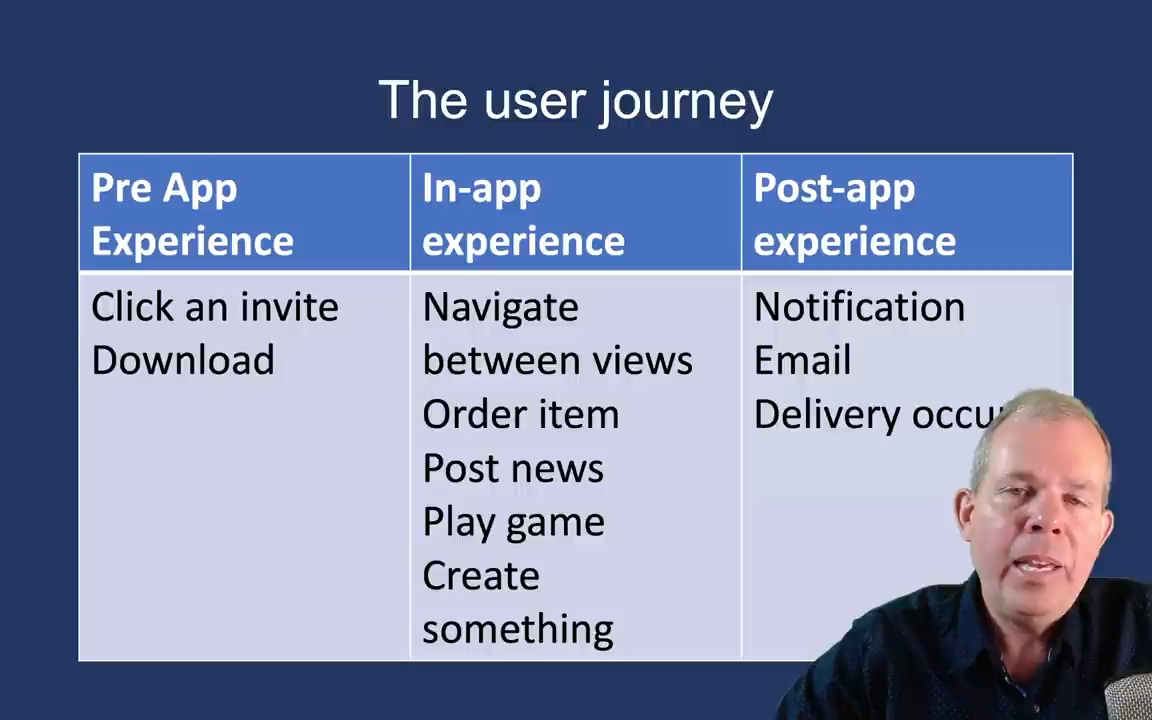 The user journey
Pre App
Experience
In-app
experience
Post-app
experience
Click an invite
Download
Navigate
between views
Order item
Post news
Play game
Create
something
Notification
Email
Delivery